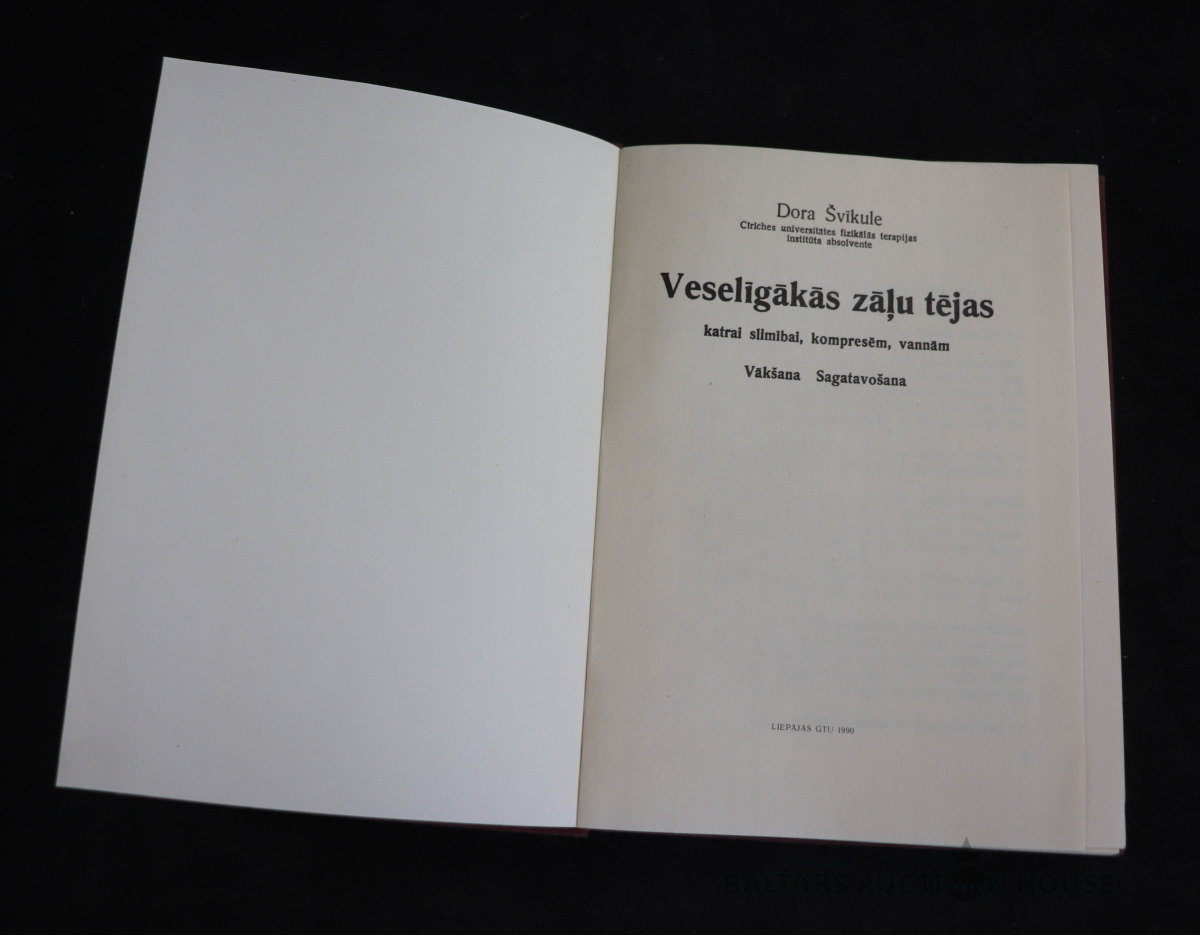 Dora Švīkule
Cīriches universitātes fizikālās terapijas
institūta absolvente
Veselīgākās zāļu tējas
katrai slimībai, kompresēm, vannām
Vākšana Sagatavošana
LIEPĀJAS GTU 1990
BALTARS AUCTION HOUSE